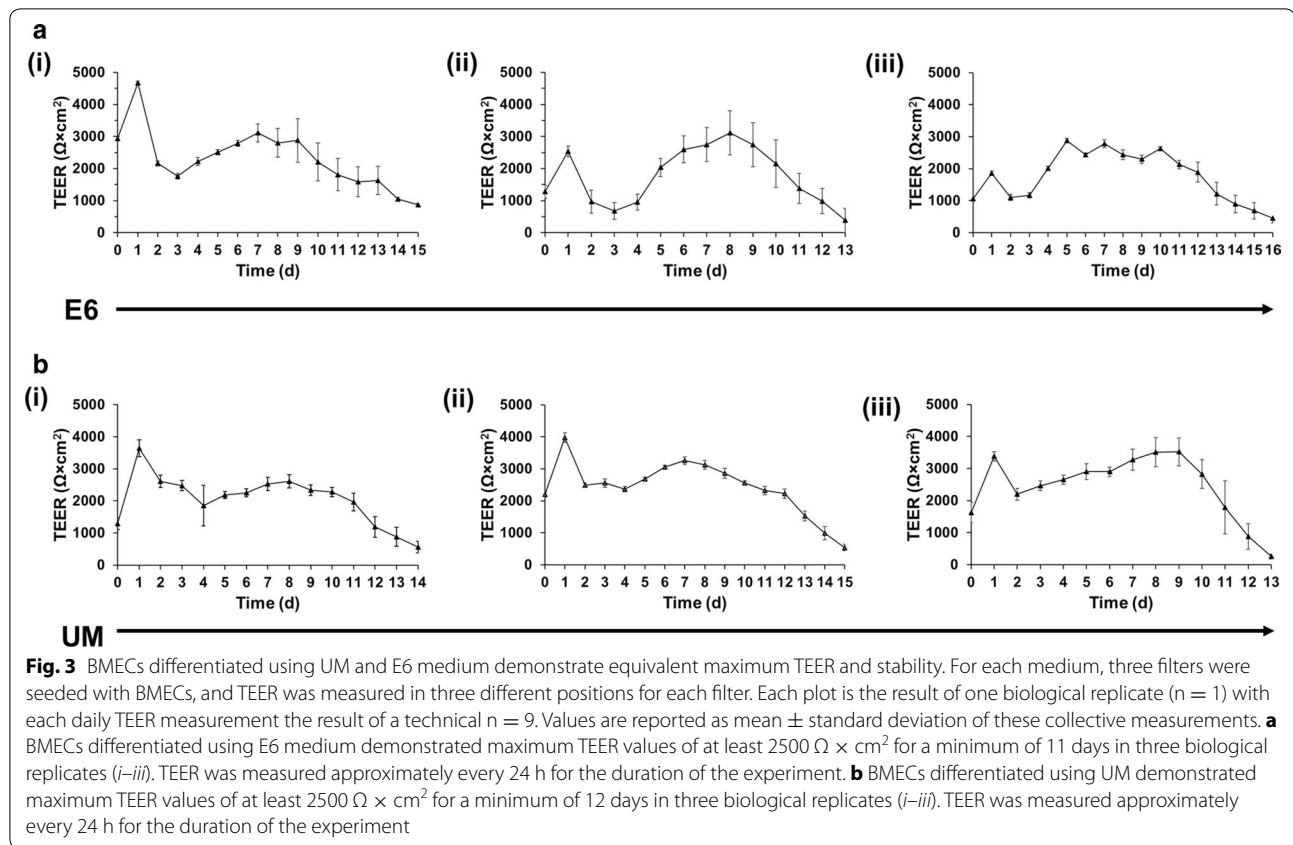 a
(i)
(ii)
(iii)
TEER (Ω×cm²)
5000
4000
3000
2000
1000
0
0 1 2 3 4 5 6 7 8 9 10 11 12 13 14 15
Time (d)
TEER (Ω×cm²)
5000
4000
3000
2000
1000
0
0 1 2 3 4 5 6 7 8 9 10 11 12 13
Time (d)
TEER (Ω×cm²)
5000
4000
3000
2000
1000
0
0 1 2 3 4 5 6 7 8 9 10 11 12 13 14 15 16
Time (d)
E6
b
(i)
(ii)
(iii)
TEER (Ω×cm²)
5000
4000
3000
2000
1000
0
0 1 2 3 4 5 6 7 8 9 10 11 12 13 14
Time (d)
TEER (Ω×cm²)
5000
4000
3000
2000
1000
0
0 1 2 3 4 5 6 7 8 9 10 11 12 13 14 15
Time (d)
TEER (Ω×cm²)
5000
4000
3000
2000
1000
0
0 1 2 3 4 5 6 7 8 9 10 11 12 13
Time (d)
UM
Fig. 3 BMECs differentiated using UM and E6 medium demonstrate equivalent maximum TEER and stability. For each medium, three filters were
seeded with BMECs, and TEER was measured in three different positions for each filter. Each plot is the result of one biological replicate (n = 1) with
each daily TEER measurement the result of a technical n = 9. Values are reported as mean ± standard deviation of these collective measurements. a
BMECs differentiated using E6 medium demonstrated maximum TEER values of at least 2500 Ω × cm² for a minimum of 11 days in three biological
replicates (i–iii). TEER was measured approximately every 24 h for the duration of the experiment. b BMECs differentiated using UM demonstrated
maximum TEER values of at least 2500 Ω × cm² for a minimum of 12 days in three biological replicates (i–iii). TEER was measured approximately
every 24 h for the duration of the experiment